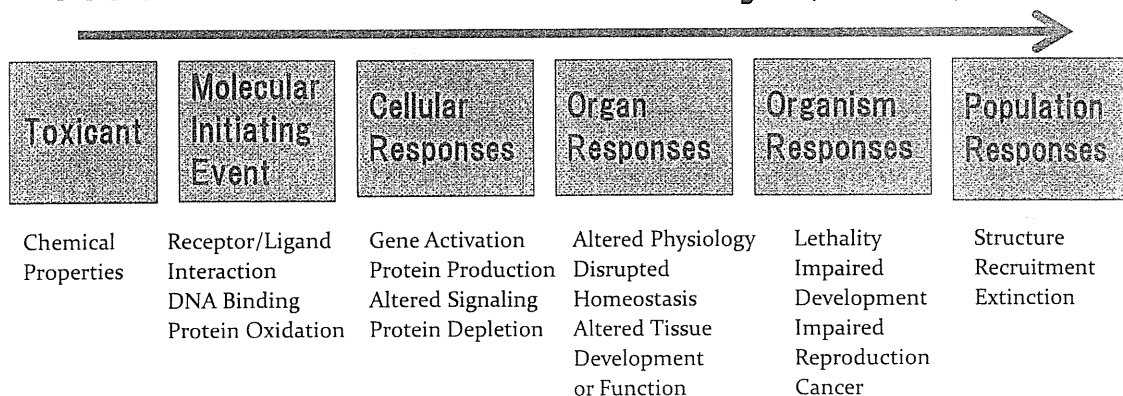 Toxicant
Molecular
Initiating
Event
Cellular
Responses
Organ
Responses
Organism
Responses
Population
Responses
Chemical
Properties
Receptor/Ligand
Interaction
DNA Binding
Protein Oxidation
Gene Activation
Protein Production
Altered Signaling
Protein Depletion
Altered Physiology
Disrupted
Homeostasis
Altered Tissue
Development
or Function
Lethality
Impaired
Development
Impaired
Reproduction
Cancer
Structure
Recruitment
Extinction